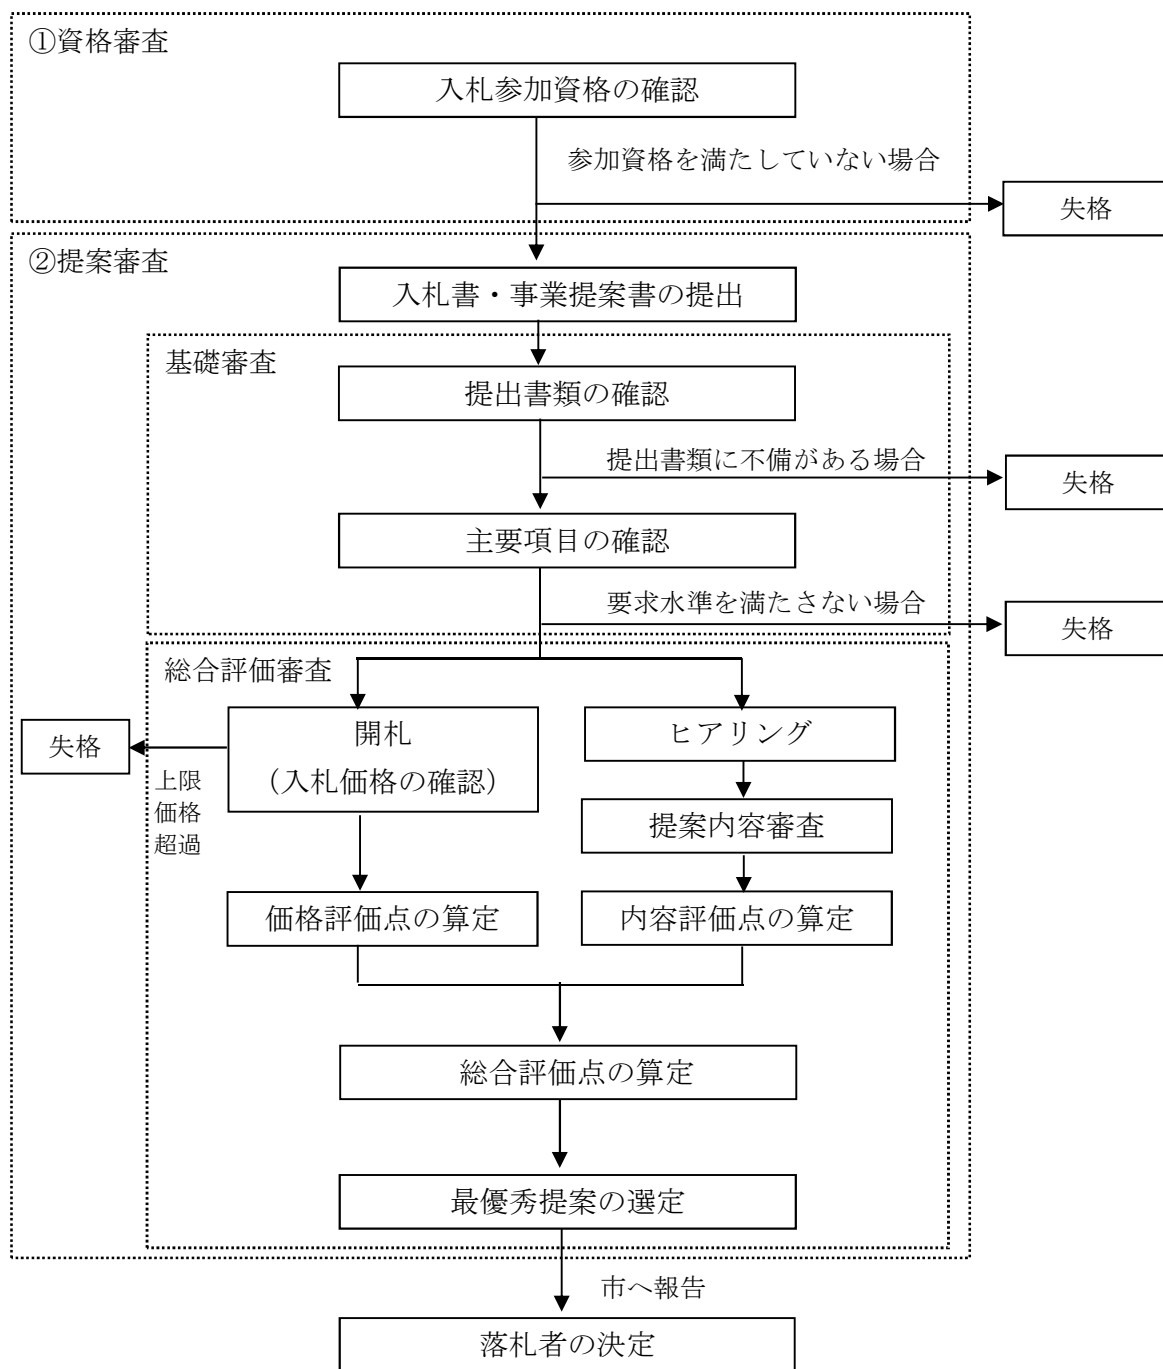 ①資格審査
入札参加資格の確認
参加資格を満たしていない場合
失格
②提案審査
入札書・事業提案書の提出
基礎審査
提出書類の確認
提出書類に不備がある場合
失格
主要項目の確認
要求水準を満たさない場合
失格
総合評価審査
開札
（入札価格の確認）
失格
上限
価格
超過
ヒアリング
提案内容審査
価格評価点の算定
内容評価点の算定
総合評価点の算定
最優秀提案の選定
市へ報告
落札者の決定